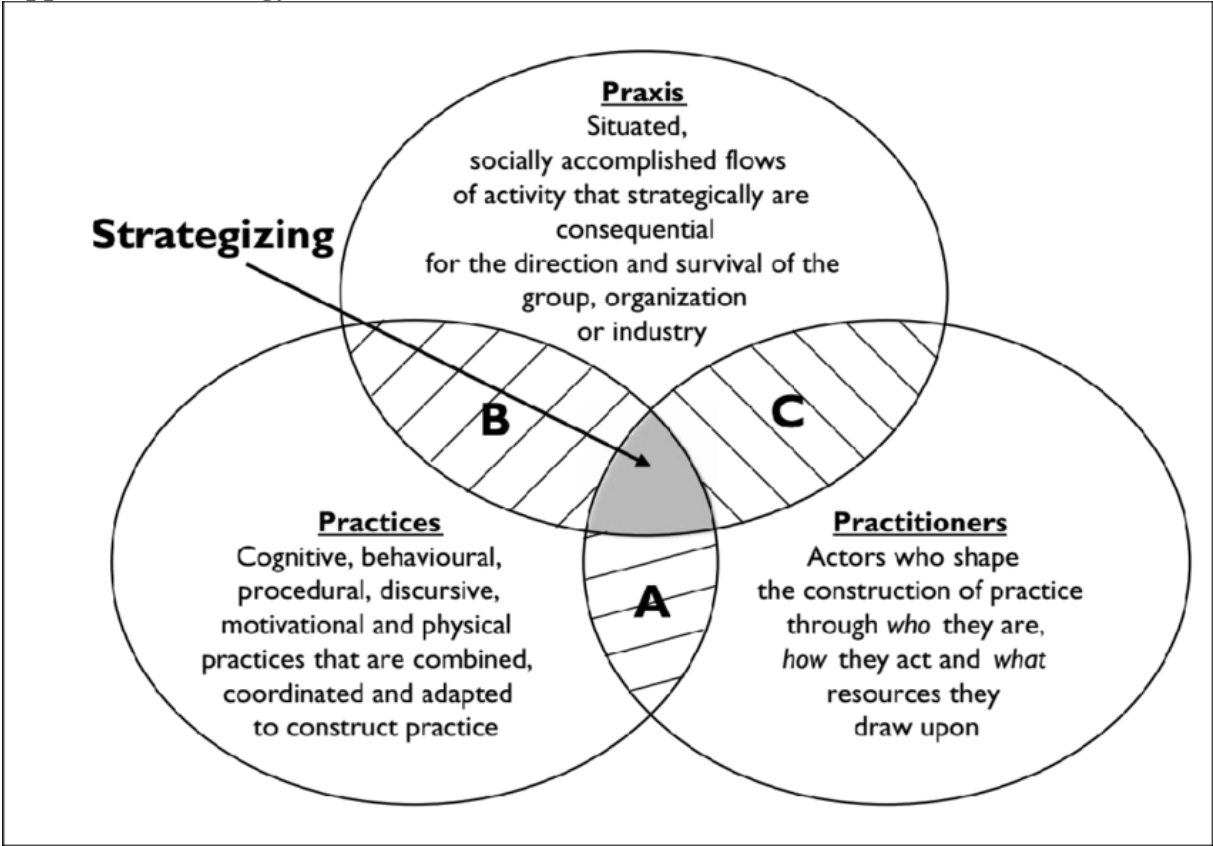 Praxis
Situated,
socially accomplished flows
of activity that strategically are
consequential
for the direction and survival of the
group, organization
or industry
Strategizing
B
C
A
Practices
Cognitive, behavioural,
procedural, discursive,
motivational and physical
practices that are combined,
coordinated and adapted
to construct practice
Practitioners
Actors who shape
the construction of practice
through who they are,
how they act and what
resources they
draw upon